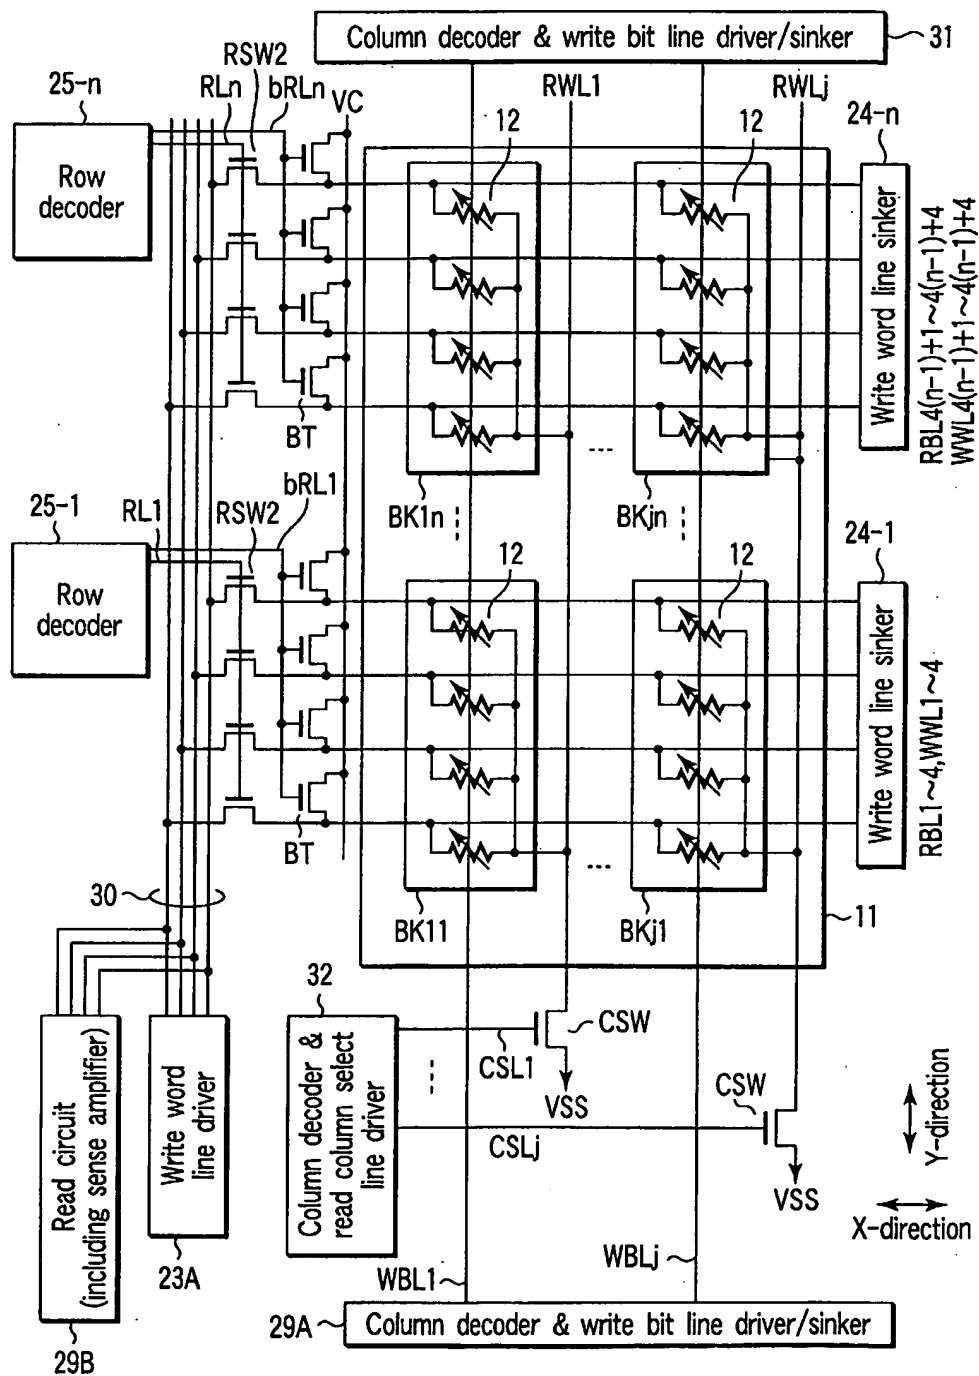 Column decoder & write bit line driver/sinker
31
RSW2
25-n
RLn
bRLn
VC
RWL1
RWLj
24-n
12
12
Row
decoder
Write word line sinker
RBL4(n-1)+1~4(n-1)+4
WWL4(n-1)+1~4(n-1)+4
BT
...
...
BK1n
BKjn
25-1
RL1
RSW2
bRL1
24-1
12
12
Row
decoder
Write word line sinker
RBL1~4,WWL1~4
BT
...
...
30
BK11
BKj1
11
32
Column decoder &
read column select
line driver
CSL1
CSW
VSS
CSLj
CSW
VSS
Y-direction
X-direction
Read circuit
(including sense amplifier)
29B
Write word
line driver
23A
WBL1
WBLj
29A
Column decoder & write bit line driver/sinker